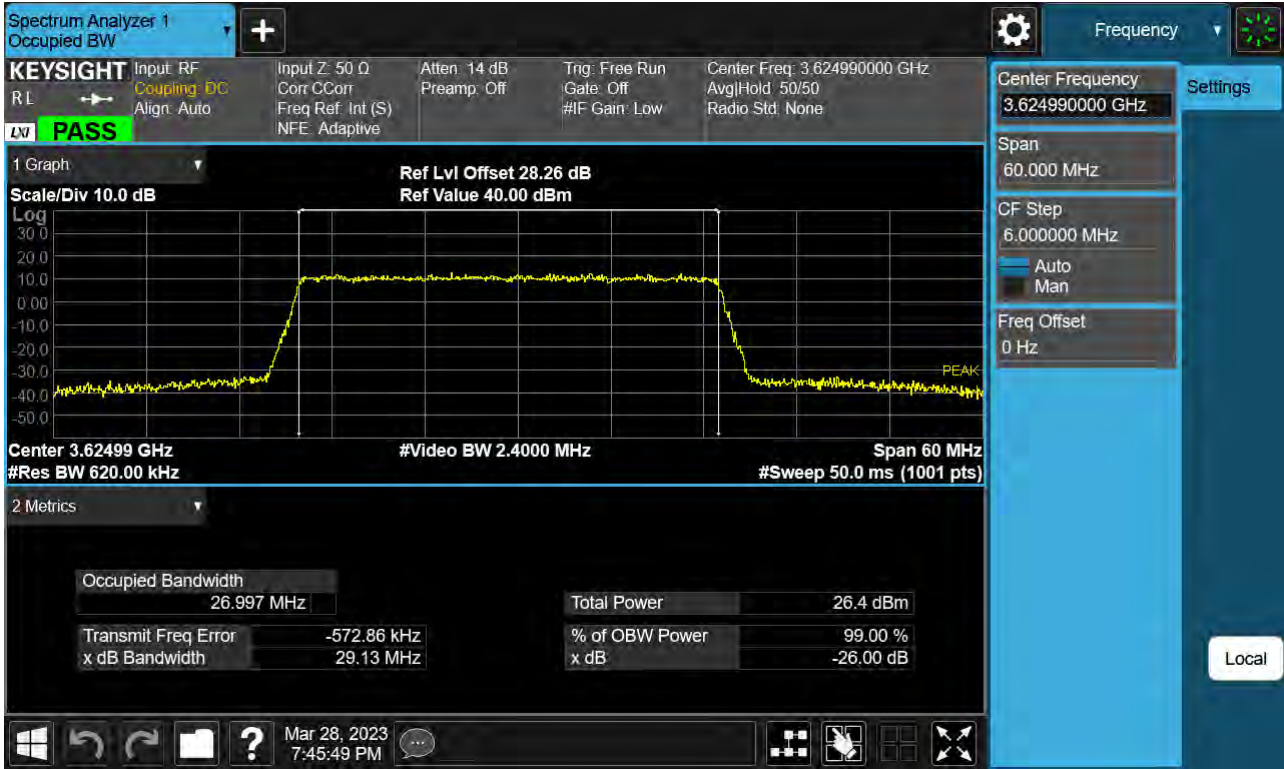 Spectrum Analyzer 1
Occupied BW
Frequency
KEYSIGHT
R L
LXI PASS
Input: RF
Coupling: DC
Align: Auto
Input Z: 50 Ω
Corr CCorr
Freq Ref: Int (S)
NFE: Adaptive
Atten: 14 dB
Preamp: Off
Trig: Free Run
Gate: Off
#IF Gain: Low
Center Freq: 3.624990000 GHz
Avg|Hold: 50/50
Radio Std: None
1 Graph
Scale/Div 10.0 dB
Ref Lvl Offset 28.26 dB
Ref Value 40.00 dBm
Log
30.0
20.0
10.0
0.00
-10.0
-20.0
-30.0
-40.0
-50.0
PEAK
Center 3.62499 GHz
#Res BW 620.00 kHz
#Video BW 2.4000 MHz
Span 60 MHz
#Sweep 50.0 ms (1001 pts)
2 Metrics
Occupied Bandwidth
26.997 MHz
Transmit Freq Error -572.86 kHz
x dB Bandwidth 29.13 MHz
Total Power 26.4 dBm
% of OBW Power 99.00 %
x dB -26.00 dB
Mar 28, 2023
7:45:49 PM
Center Frequency
3.624990000 GHz
Span
60.000 MHz
CF Step
6.000000 MHz
Auto
Man
Freq Offset
0 Hz
Settings
Local